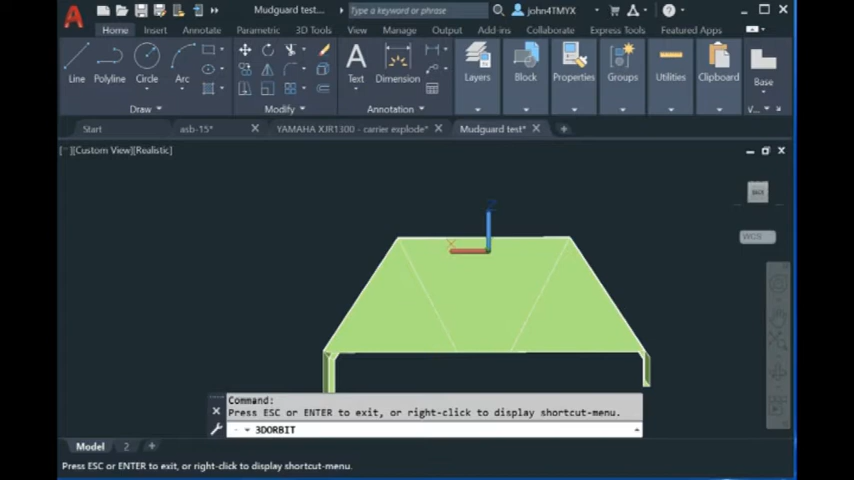 Mudguard test...
Type a keyword or phrase
john4TMYX
Home Insert Annotate Parametric 3D Tools View Manage Output Add-ins Collaborate Express Tools Featured Apps
Line Polyline Circle Arc Text Dimension Layers Block Properties Groups Utilities Clipboard Base
Draw Modify Annotation V...
Start asb-15* YAMAHA XJR1300 - carrier explode* Mudguard test*
[-][Custom View][Realistic]
BACK
WCS
Z
X
Command:
Press ESC or ENTER to exit, or right-click to display shortcut-menu.
3DORBIT
Model 2
Press ESC or ENTER to exit, or right-click to display shortcut-menu.